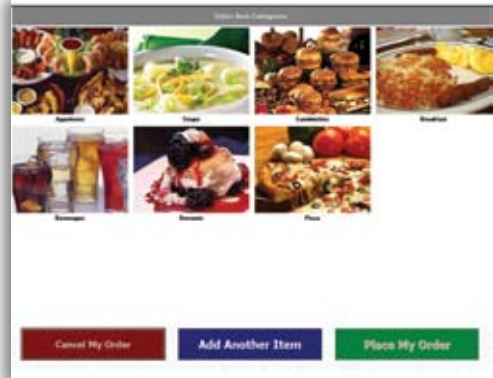 Select Item Categories
Appetizers
Soups
Sandwiches
Breakfast
Beverages
Desserts
Pizza
Cancel My Order
Add Another Item
Place My Order